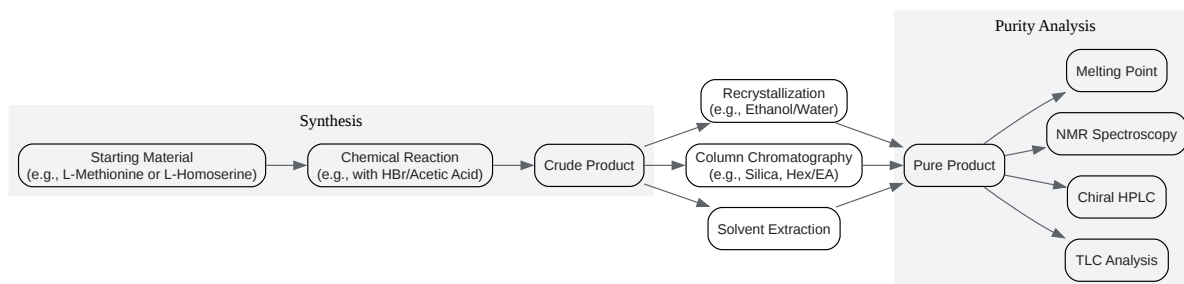 Synthesis
Starting Material
(e.g., L-Methionine or L-Homoserine)
Chemical Reaction
(e.g., with HBr/Acetic Acid)
Crude Product
Recrystallization
(e.g., Ethanol/Water)
Column Chromatography
(e.g., Silica, Hex/EA)
Solvent Extraction
Purity Analysis
Pure Product
Melting Point
NMR Spectroscopy
Chiral HPLC
TLC Analysis